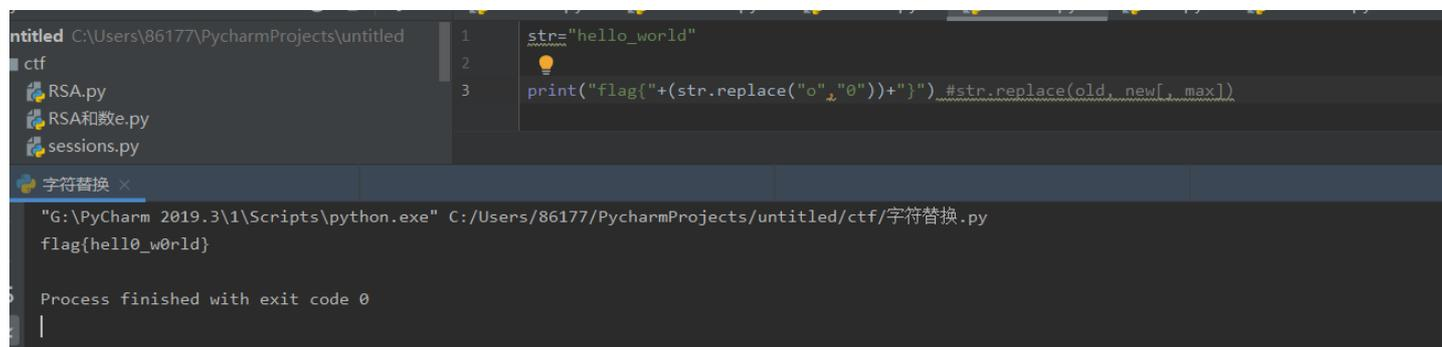 ntitled C:\Users\86177\PycharmProjects\untitled
ctf
RSA.py
RSA和数e.py
sessions.py
1 str="hello_world"
2
3 print("flag{"+(str.replace("o","0"))+"}") #str.replace(old, new[, max])
字符替换
"G:\PyCharm 2019.3\1\Scripts\python.exe" C:/Users/86177/PycharmProjects/untitled/ctf/字符替换.py
flag{hell0_w0rld}
Process finished with exit code 0